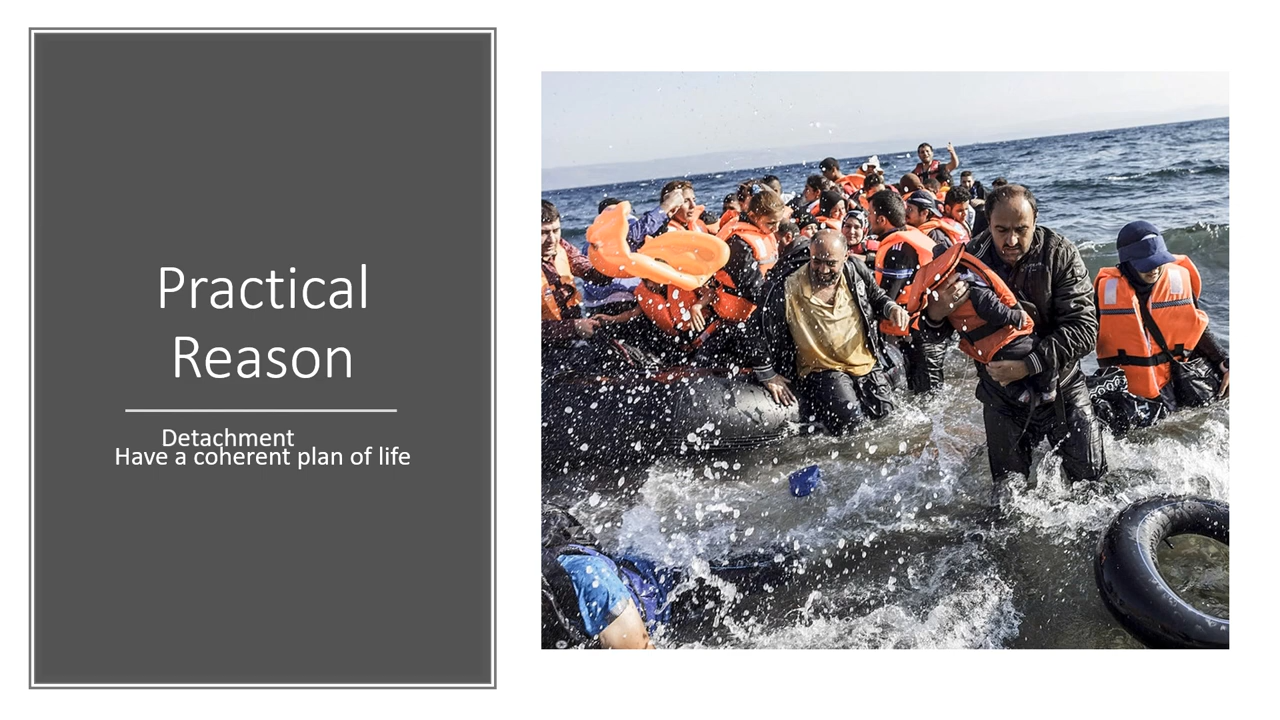 Practical
Reason
Detachment
Have a coherent plan of life